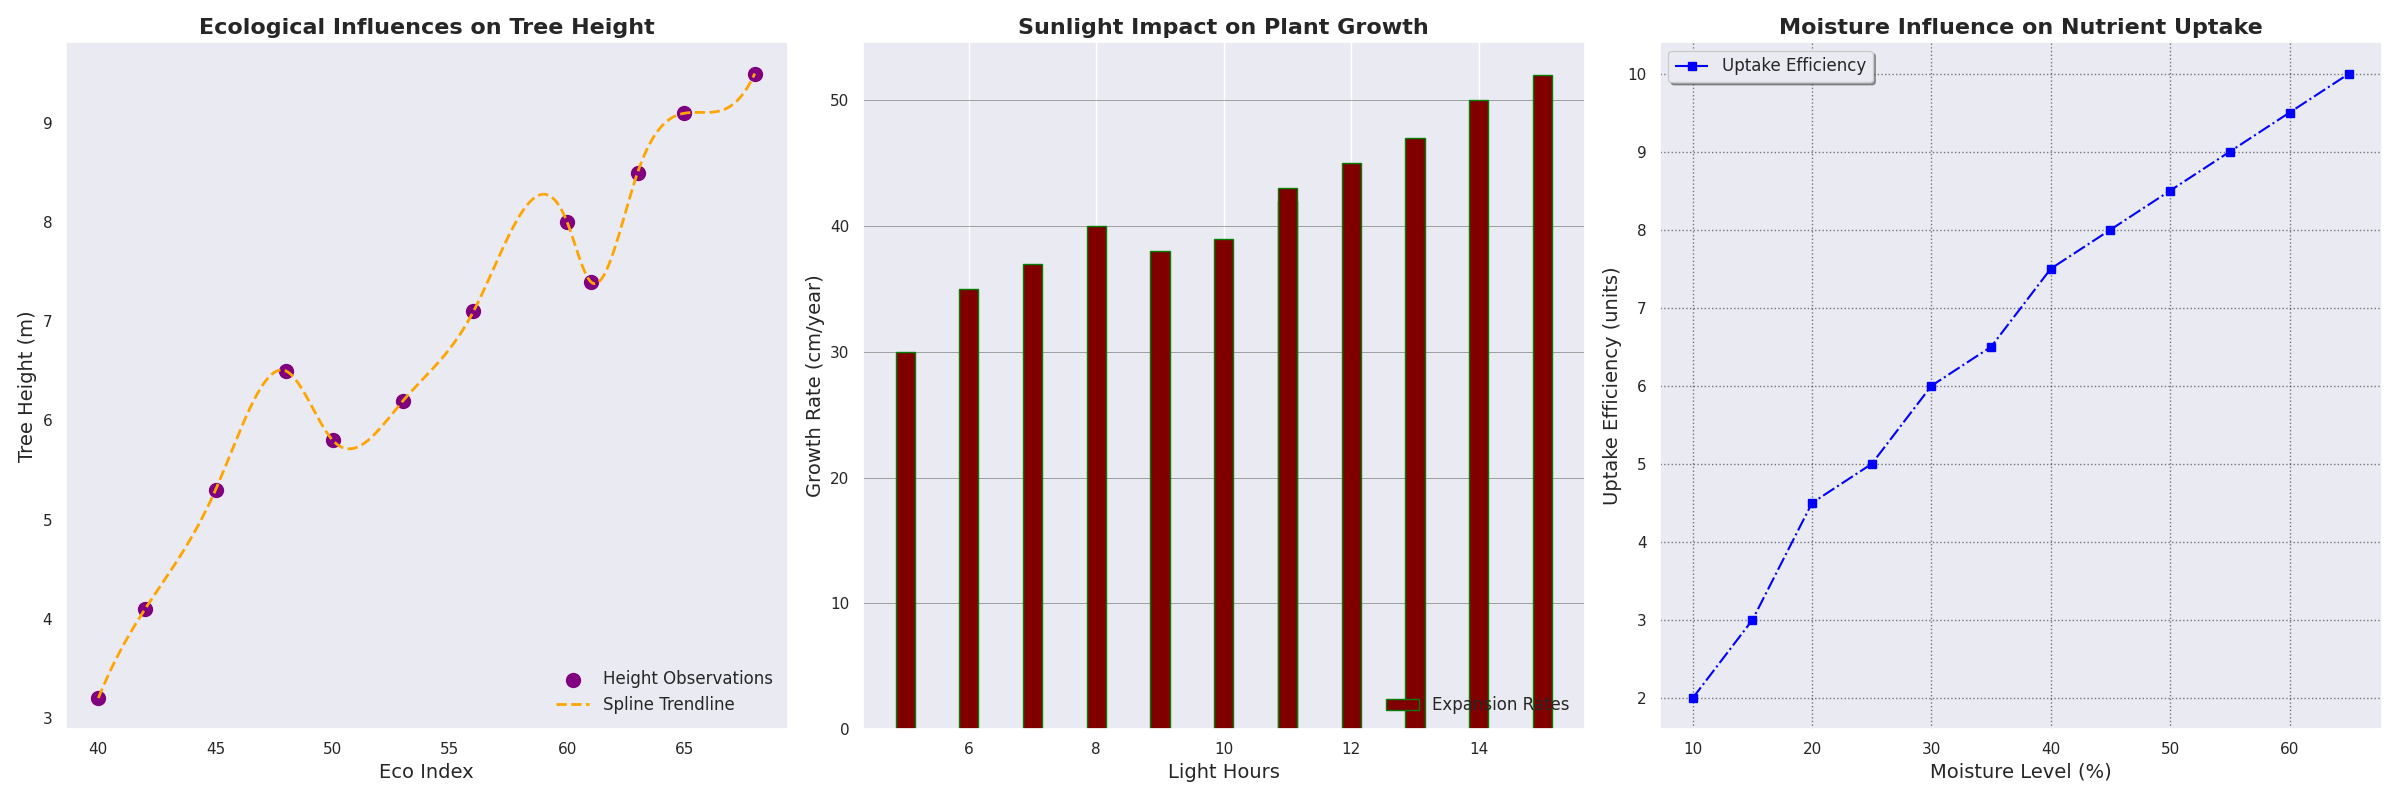 Ecological Influences on Tree Height
Tree Height (m)
9
8
7
6
5
4
3
Height Observations
Spline Trendline
40 45 50 55 60 65
Eco Index
Sunlight Impact on Plant Growth
Growth Rate (cm/year)
50
40
30
20
10
0
Expansion Rates
6 8 10 12 14
Light Hours
Moisture Influence on Nutrient Uptake
Uptake Efficiency
Uptake Efficiency (units)
10
9
8
7
6
5
4
3
2
10 20 30 40 50 60
Moisture Level (%)